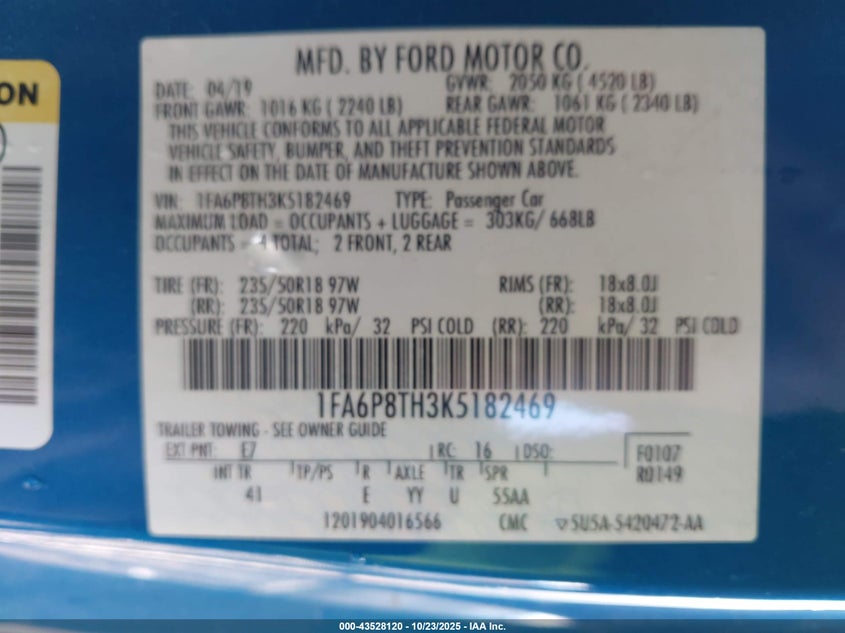 ON
MFD. BY FORD MOTOR CO.
DATE: 04/19 GVWR: 2050 KG ( 4520 LB)
FRONT GAWR: 1016 KG ( 2240 LB) REAR GAWR: 1061 KG ( 2340 LB)
THIS VEHICLE CONFORMS TO ALL APPLICABLE FEDERAL MOTOR
VEHICLE SAFETY, BUMPER, AND THEFT PREVENTION STANDARDS
IN EFFECT ON THE DATE OF MANUFACTURE SHOWN ABOVE.
VIN: 1FA6P8TH3K5182469 TYPE: Passenger Car
MAXIMUM LOAD = OCCUPANTS + LUGGAGE = 303KG/ 668LB
OCCUPANTS = 4 TOTAL; 2 FRONT, 2 REAR
TIRE (FR): 235/50R18 97W RIMS (FR): 18x8.0J
(RR): 235/50R18 97W (RR): 18x8.0J
PRESSURE (FR): 220 kPa/ 32 PSI COLD (RR): 220 kPa/ 32 PSI COLD
1FA6P8TH3K5182469
TRAILER TOWING - SEE OWNER GUIDE
EXT PNT: E7 RC: 16 DSO: F0107
INT TR TP/PS R AXLE TR SPR R0149
41 E YY U 55AA
1201904016566 CMC 5U5A-5420472-AA
000-43528120 - 10/23/2025 - IAA Inc.